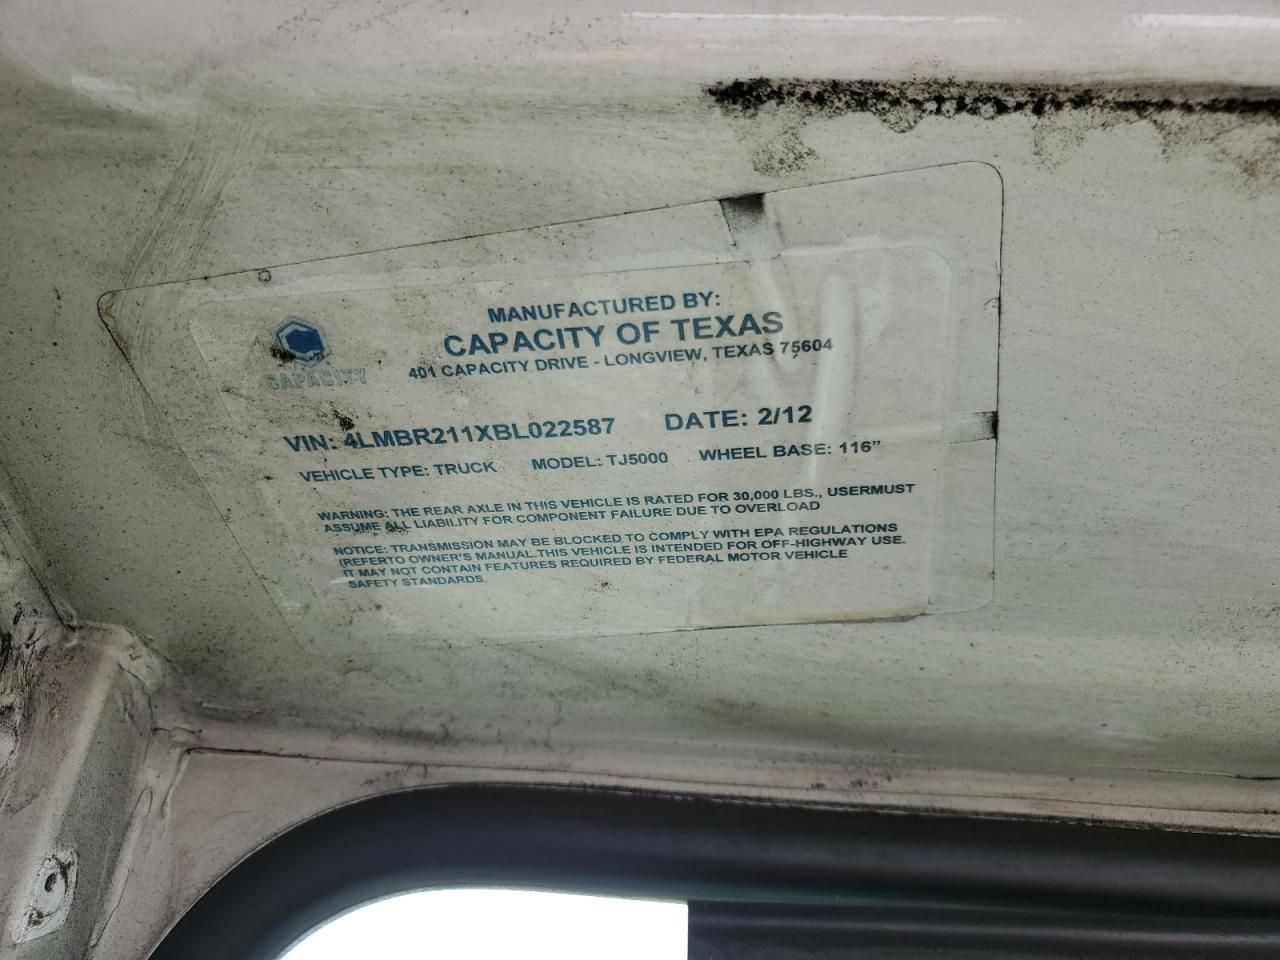 MANUFACTURED BY:
CAPACITY OF TEXAS
401 CAPACITY DRIVE - LONGVIEW, TEXAS 75604
CAPACITY
VIN: 4LMBR211XBL022587 DATE: 2/12
VEHICLE TYPE: TRUCK MODEL: TJ5000 WHEEL BASE: 116”
WARNING: THE REAR AXLE IN THIS VEHICLE IS RATED FOR 30,000 LBS., USERMUST
ASSUME ALL LIABILITY FOR COMPONENT FAILURE DUE TO OVERLOAD
NOTICE: TRANSMISSION MAY BE BLOCKED TO COMPLY WITH EPA REGULATIONS
(REFERTO OWNER'S MANUAL.THIS VEHICLE IS INTENDED FOR OFF-HIGHWAY USE.
IT MAY NOT CONTAIN FEATURES REQUIRED BY FEDERAL MOTOR VEHICLE
SAFETY STANDARDS.